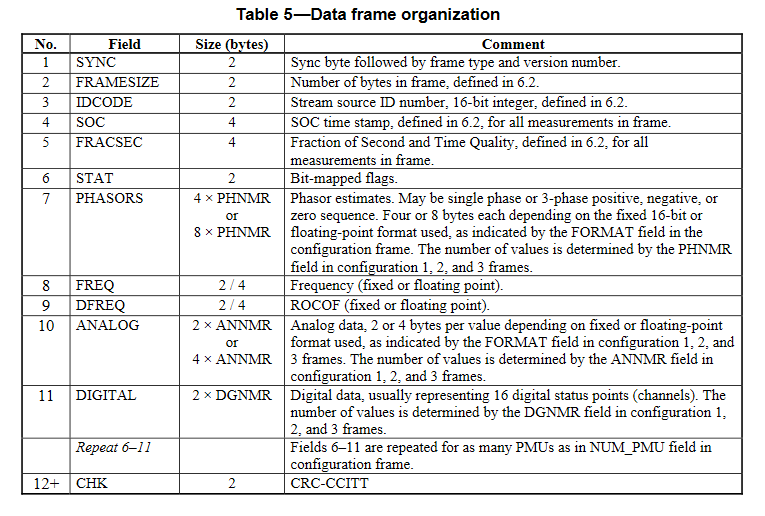 Table 5—Data frame organization
No. Field Size (bytes) Comment
1 SYNC 2 Sync byte followed by frame type and version number.
2 FRAMESIZE 2 Number of bytes in frame, defined in 6.2.
3 IDCODE 2 Stream source ID number, 16-bit integer, defined in 6.2.
4 SOC 4 SOC time stamp, defined in 6.2, for all measurements in frame.
5 FRACSEC 4 Fraction of Second and Time Quality, defined in 6.2, for all
measurements in frame.
6 STAT 2 Bit-mapped flags.
7 PHASORS 4 × PHNMR Phasor estimates. May be single phase or 3-phase positive, negative, or
or zero sequence. Four or 8 bytes each depending on the fixed 16-bit or
8 × PHNMR floating-point format used, as indicated by the FORMAT field in the
configuration frame. The number of values is determined by the PHNMR
field in configuration 1, 2, and 3 frames.
8 FREQ 2 / 4 Frequency (fixed or floating point).
9 DFREQ 2 / 4 ROCOF (fixed or floating point).
10 ANALOG 2 × ANNMR Analog data, 2 or 4 bytes per value depending on fixed or floating-point
or format used, as indicated by the FORMAT field in configuration 1, 2, and
4 × ANNMR 3 frames. The number of values is determined by the ANNMR field in
configuration 1, 2, and 3 frames.
11 DIGITAL 2 × DGNMR Digital data, usually representing 16 digital status points (channels). The
number of values is determined by the DGNMR field in configuration 1,
2, and 3 frames.
Repeat 6–11 Fields 6–11 are repeated for as many PMUs as in NUM_PMU field in
configuration frame.
12+ CHK 2 CRC-CCITT